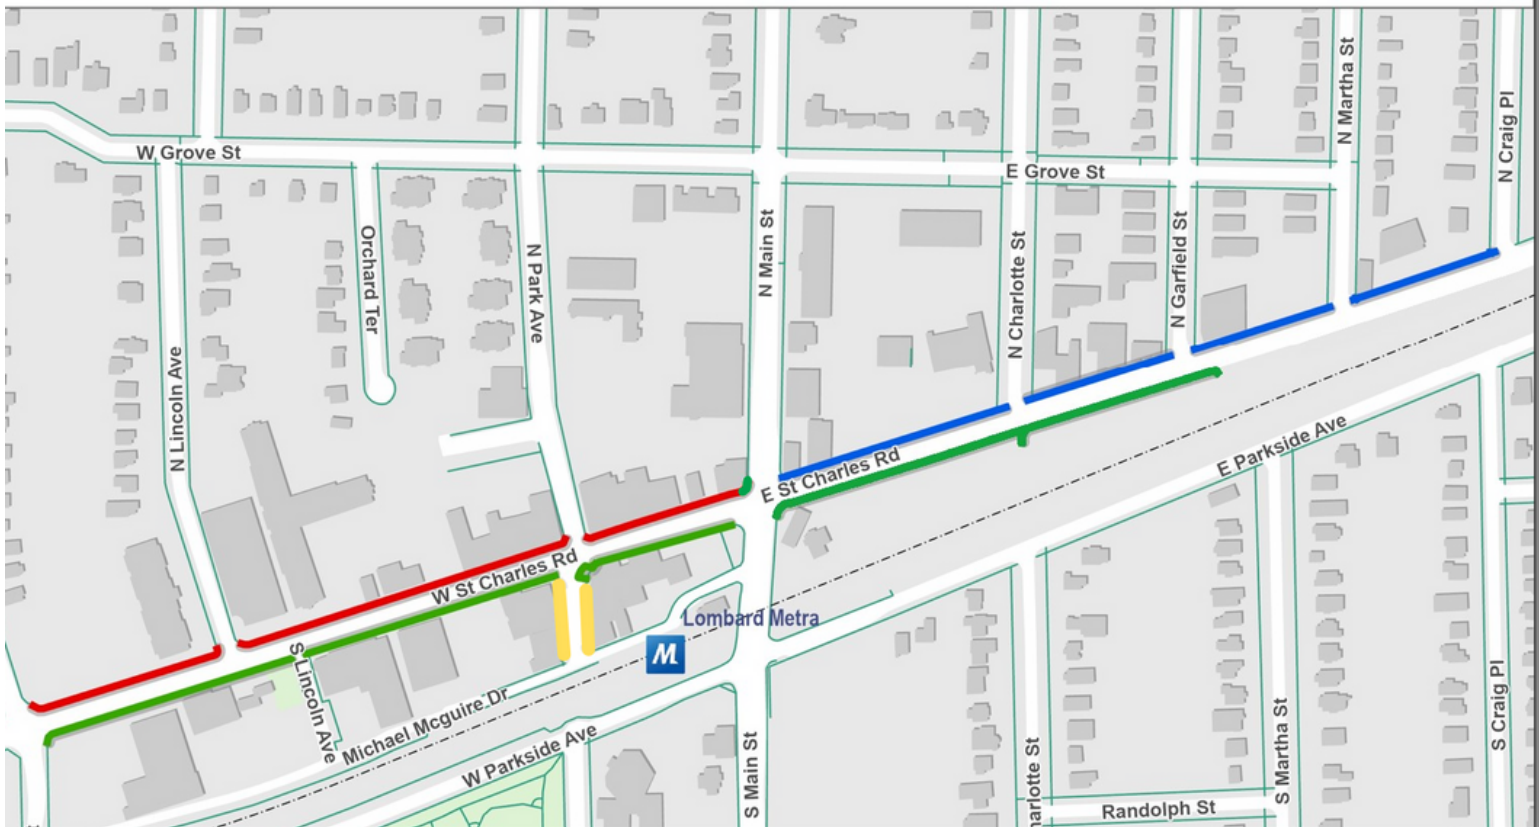 N Martha St
N Craig Pl
W Grove St
E Grove St
N Main St
N Garfield St
Orchard Ter
N Park Ave
N Charlotte St
N Lincoln Ave
E St Charles Rd
E Parkside Ave
W St Charles Rd
Lombard Metra
M
S Lincoln Ave
Michael Mcguire Dr
W Parkside Ave
S Main St
S Craig Pl
S Martha St
harlotte St
Randolph St